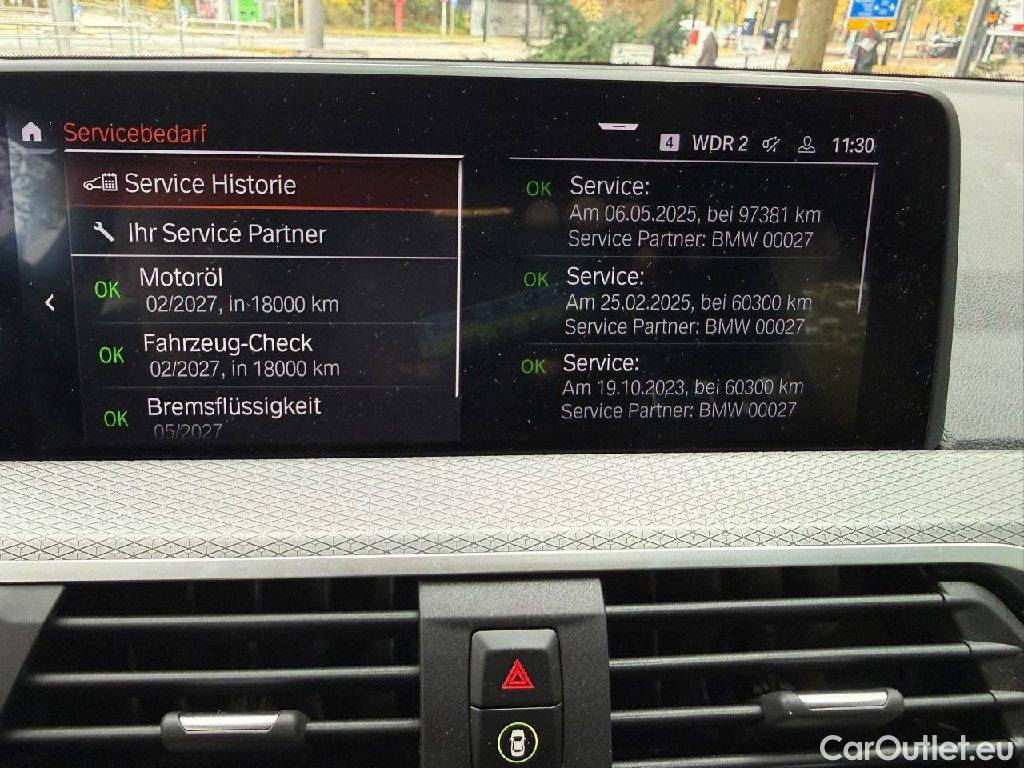 Servicebedarf
4 WDR 2 11:30
Service Historie
Ihr Service Partner
OK Motoröl
02/2027, in 18000 km
OK Fahrzeug-Check
02/2027, in 18000 km
OK Bremsflüssigkeit
05/2027
OK Service:
Am 06.05.2025, bei 97381 km
Service Partner: BMW 00027
OK Service:
Am 25.02.2025, bei 60300 km
Service Partner: BMW 00027
OK Service:
Am 19.10.2023, bei 60300 km
Service Partner: BMW 00027
CarOutlet.eu